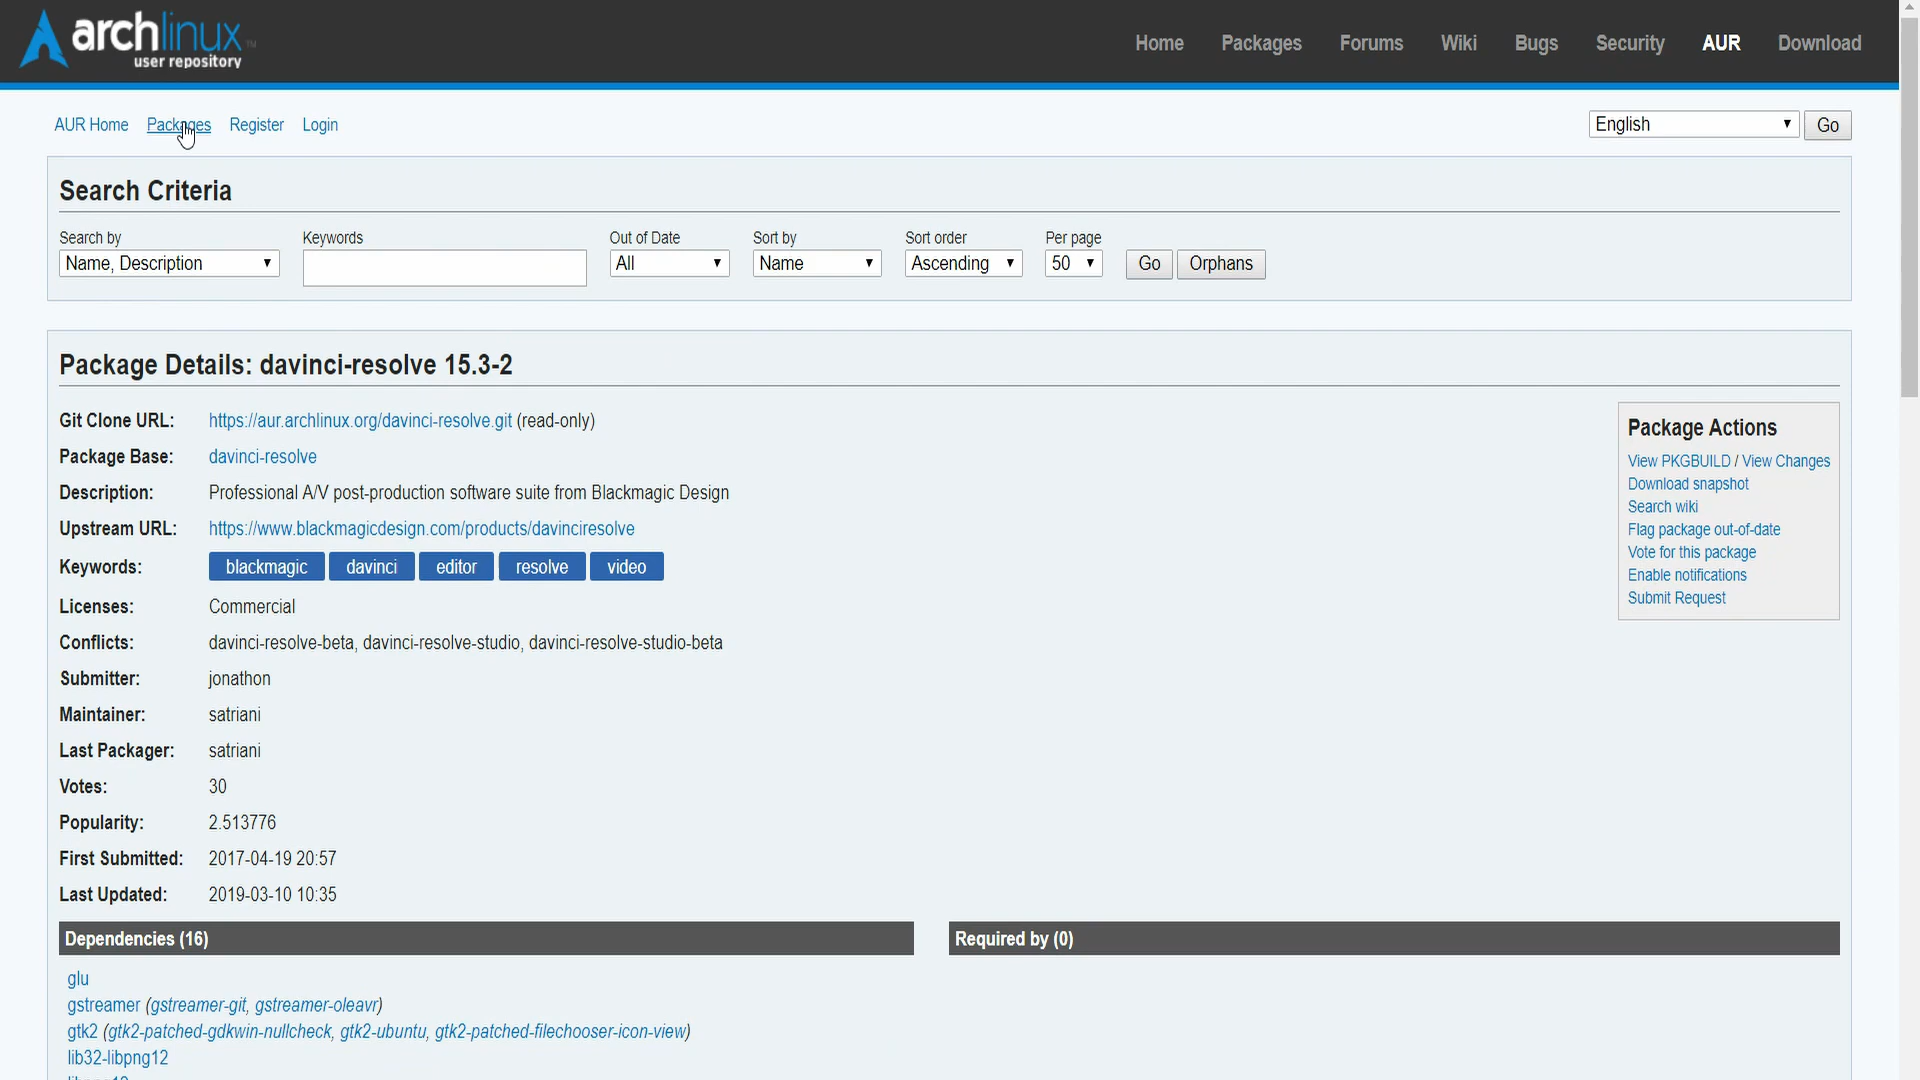 archlinux™
user repository
Home Packages Forums Wiki Bugs Security AUR Download
AUR Home Packages Register Login
English Go
Search Criteria
Search by Keywords Out of Date Sort by Sort order Per page
Name, Description All Name Ascending 50 Go Orphans
Package Details: davinci-resolve 15.3-2
Git Clone URL: https://aur.archlinux.org/davinci-resolve.git (read-only)
Package Base: davinci-resolve
Description: Professional A/V post-production software suite from Blackmagic Design
Upstream URL: https://www.blackmagicdesign.com/products/davinciresolve
Keywords: blackmagic davinci editor resolve video
Licenses: Commercial
Conflicts: davinci-resolve-beta, davinci-resolve-studio, davinci-resolve-studio-beta
Submitter: jonathon
Maintainer: satriani
Last Packager: satriani
Votes: 30
Popularity: 2.513776
First Submitted: 2017-04-19 20:57
Last Updated: 2019-03-10 10:35
Package Actions
View PKGBUILD / View Changes
Download snapshot
Search wiki
Flag package out-of-date
Vote for this package
Enable notifications
Submit Request
Dependencies (16)
glu
gstreamer (gstreamer-git, gstreamer-oleavr)
gtk2 (gtk2-patched-gdkwin-nullcheck, gtk2-ubuntu, gtk2-patched-filechooser-icon-view)
lib32-libpng12
Required by (0)